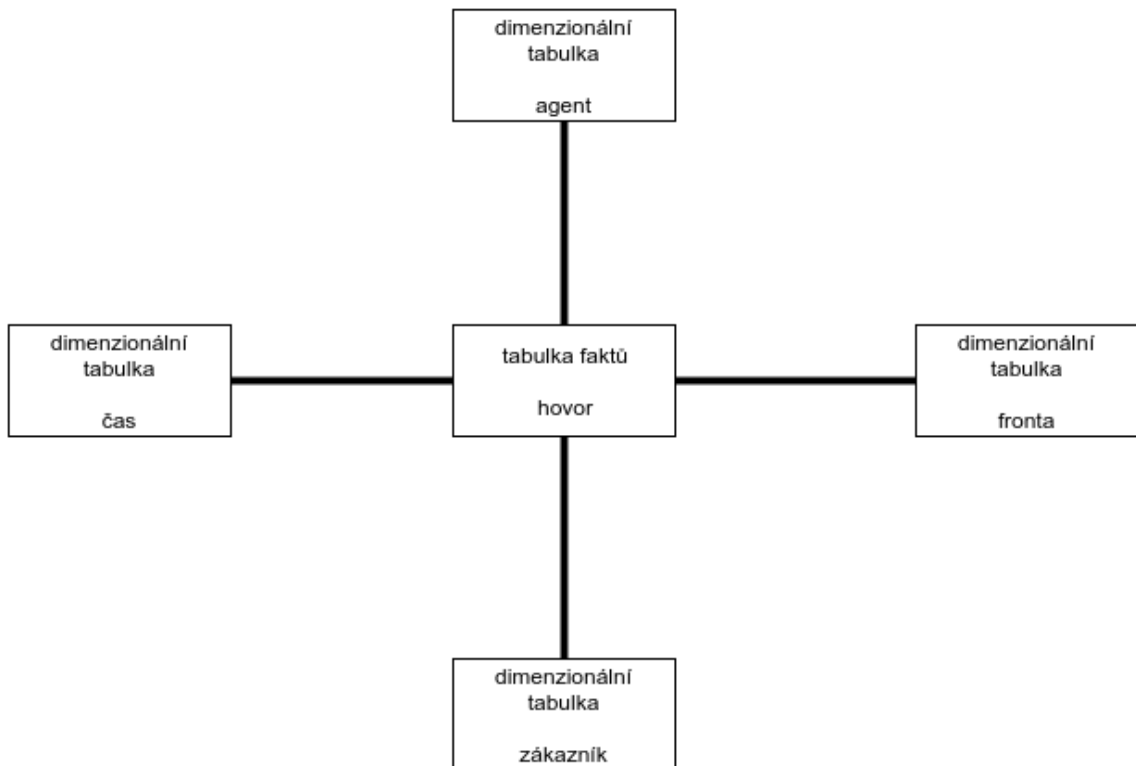 dimenzionální
tabulka
agent
dimenzionální
tabulka
čas
tabulka faktů
hovor
dimenzionální
tabulka
fronta
dimenzionální
tabulka
zákazník